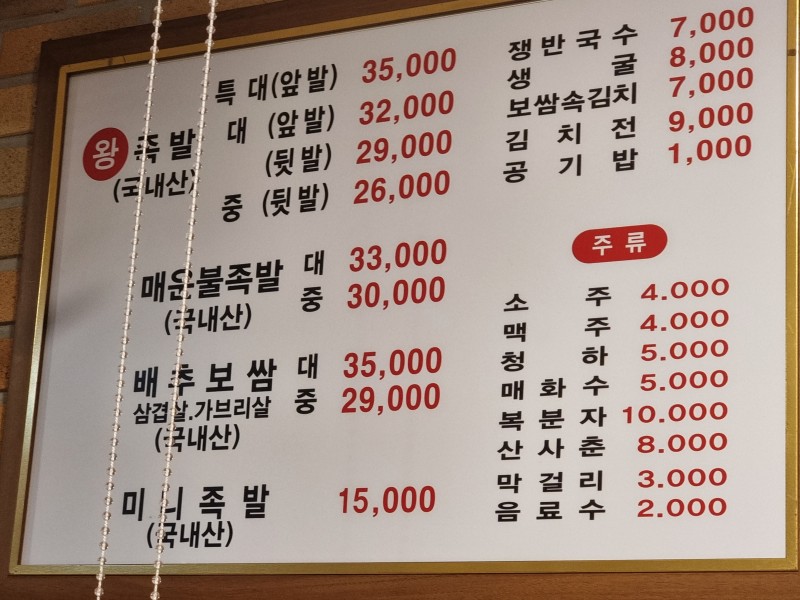 특대(앞발) 35,000
왕족발 대 (앞발) 32,000
(국내산) (뒷발) 29,000
중 (뒷발) 26,000
매운불족발 대 33,000
(국내산) 중 30,000
배추보쌈 대 35,000
삼겹살.가브리살 중 29,000
(국내산)
미니족발 15,000
(국내산)
쟁반국수 7,000
생굴 8,000
보쌈속김치 7,000
김치전 9,000
공기밥 1,000
주류
소주 4.000
맥주 4.000
청하 5.000
매화수 5.000
복분자 10.000
산사춘 8.000
막걸리 3.000
음료수 2.000